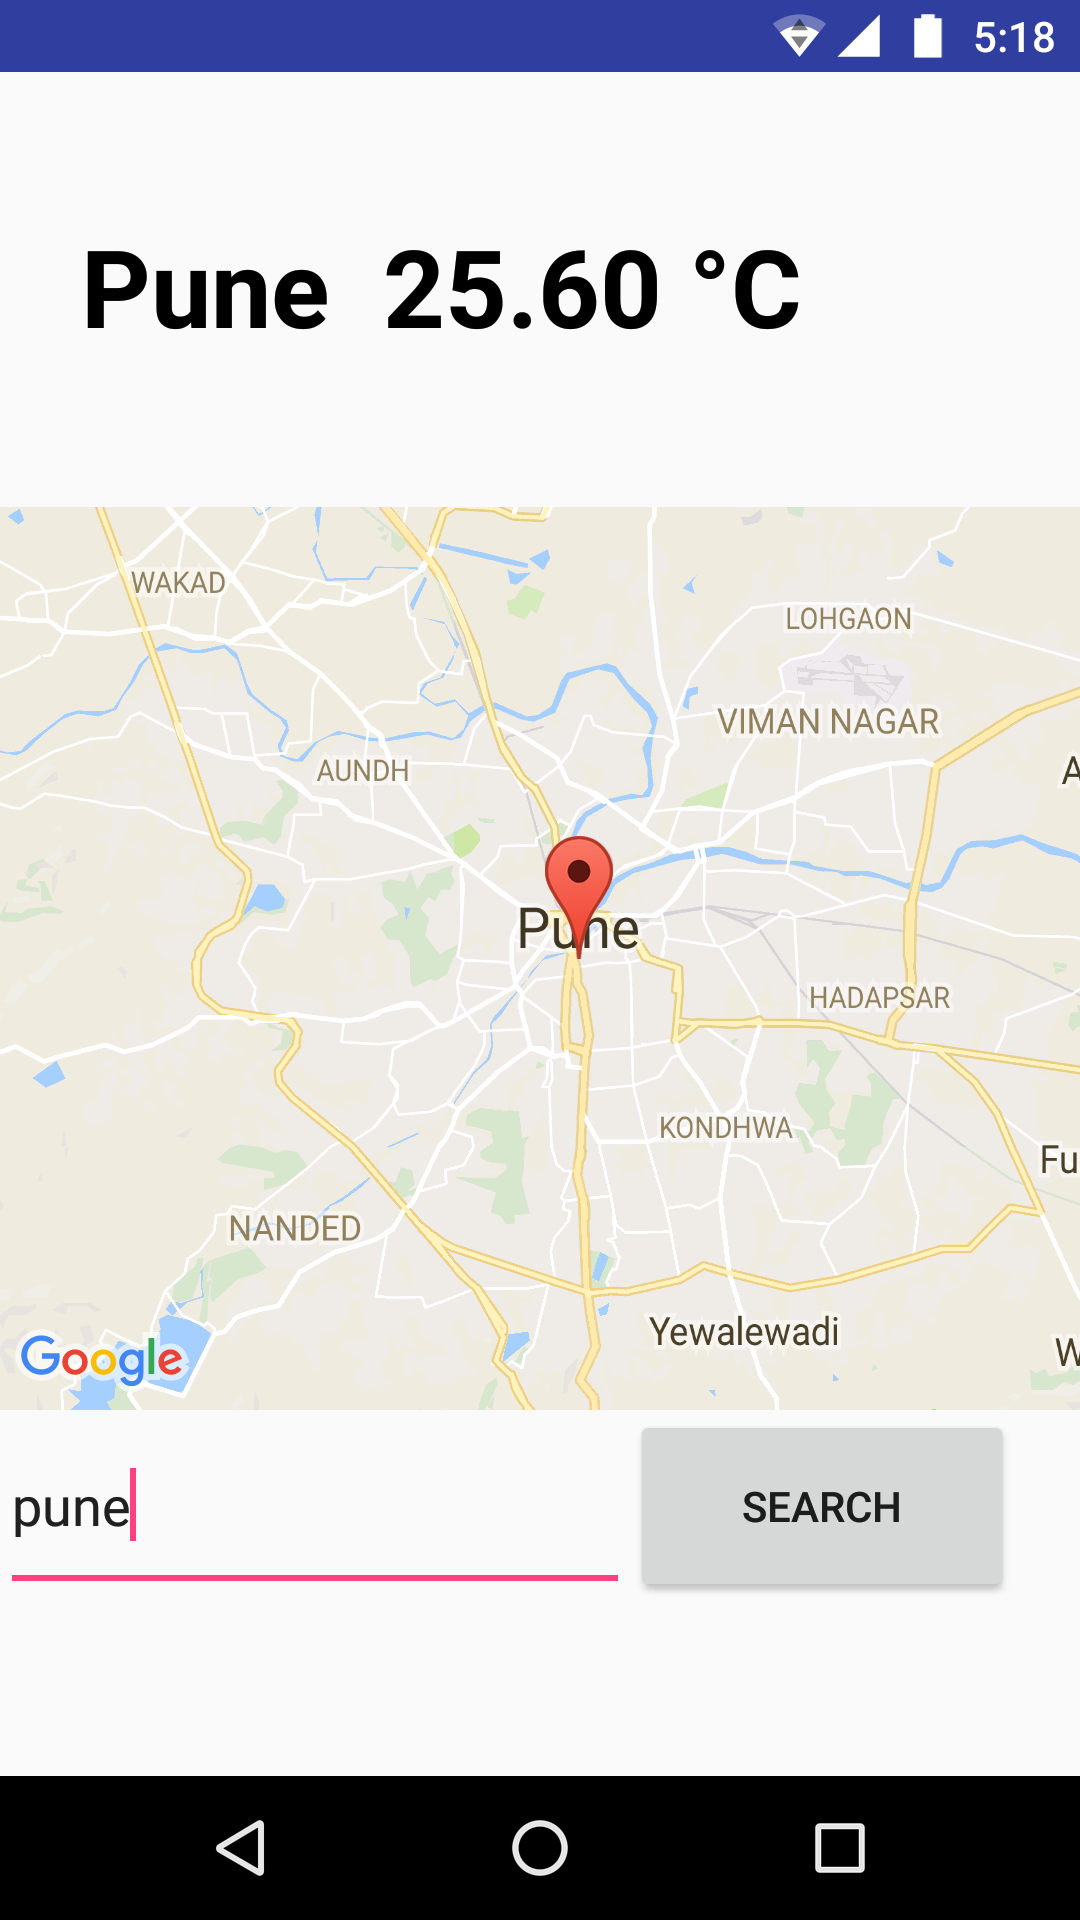 5:18
Pune 25.60 °C
WAKAD
LOHGAON
VIMAN NAGAR
AUNDH
A
Pune
HADAPSAR
KONDHWA
Fu
NANDED
Yewalewadi
W
Google
pune
SEARCH